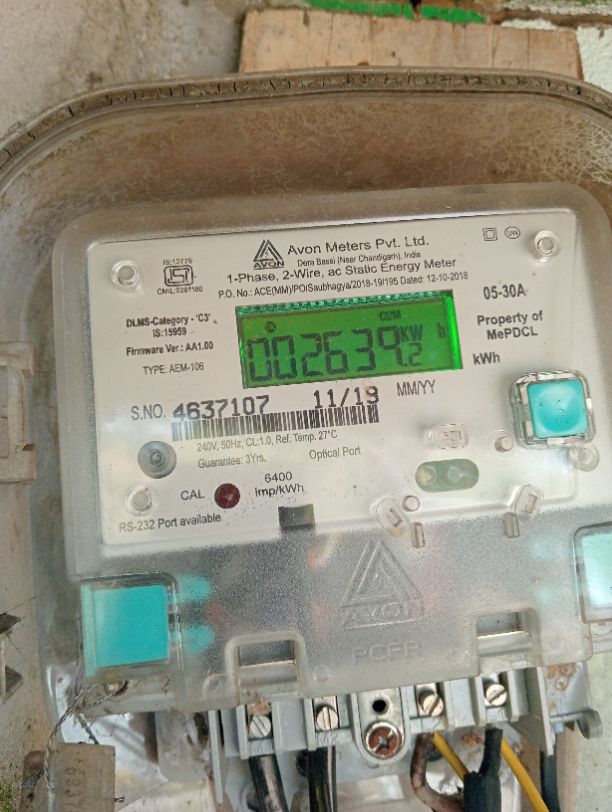 Avon Meters Pvt. Ltd.
AVON
Dera Bassi (Near Chandigarh), India
IS:13779
ISI
1-Phase, 2-Wire, ac Static Energy Meter
P.O. No.: ACE(MM)/POISaubhagya/2018-19/195 Dated: 12-10-2018
DLMS-Category - 'C3'
IS:15959
Firmware Ver.: AA1.00
TYPE: AEM-106
CUM
002639.2 KW h
05-30A
Property of
MePDCL
kWh
S.NO. 4637107 11/19 MM/YY
240V, 50Hz, CL:1.0, Ref. Temp. 27°C
Guarantee: 3Yrs.
Optical Port
CAL
6400
imp/kWh
RS-232 Port available
AVON